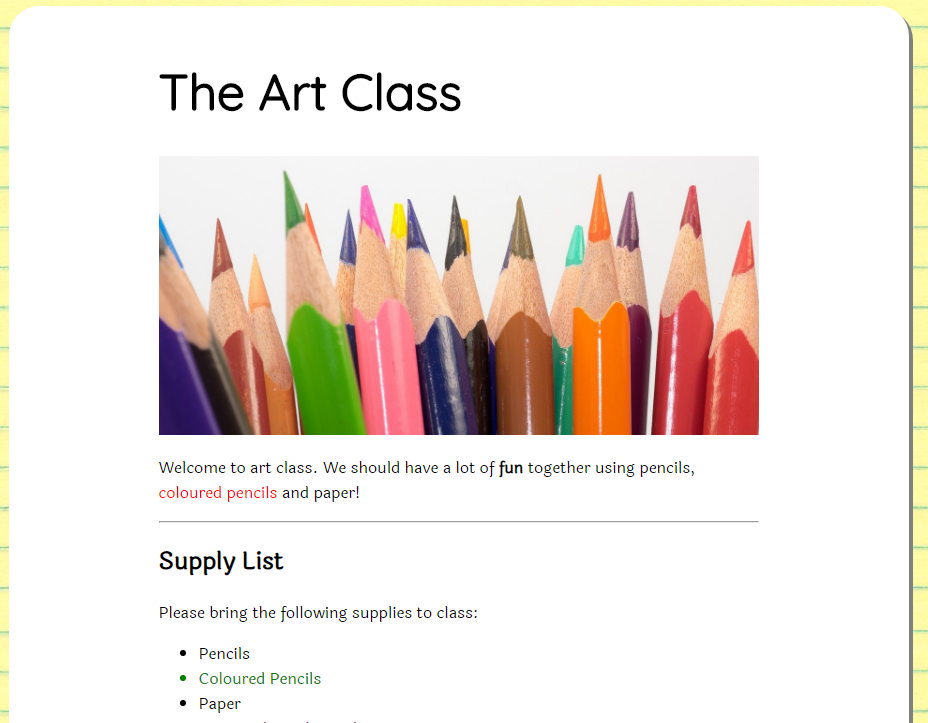 The Art Class
Welcome to art class. We should have a lot of fun together using pencils,
coloured pencils and paper!
Supply List
Please bring the following supplies to class:
Pencils
Coloured Pencils
Paper